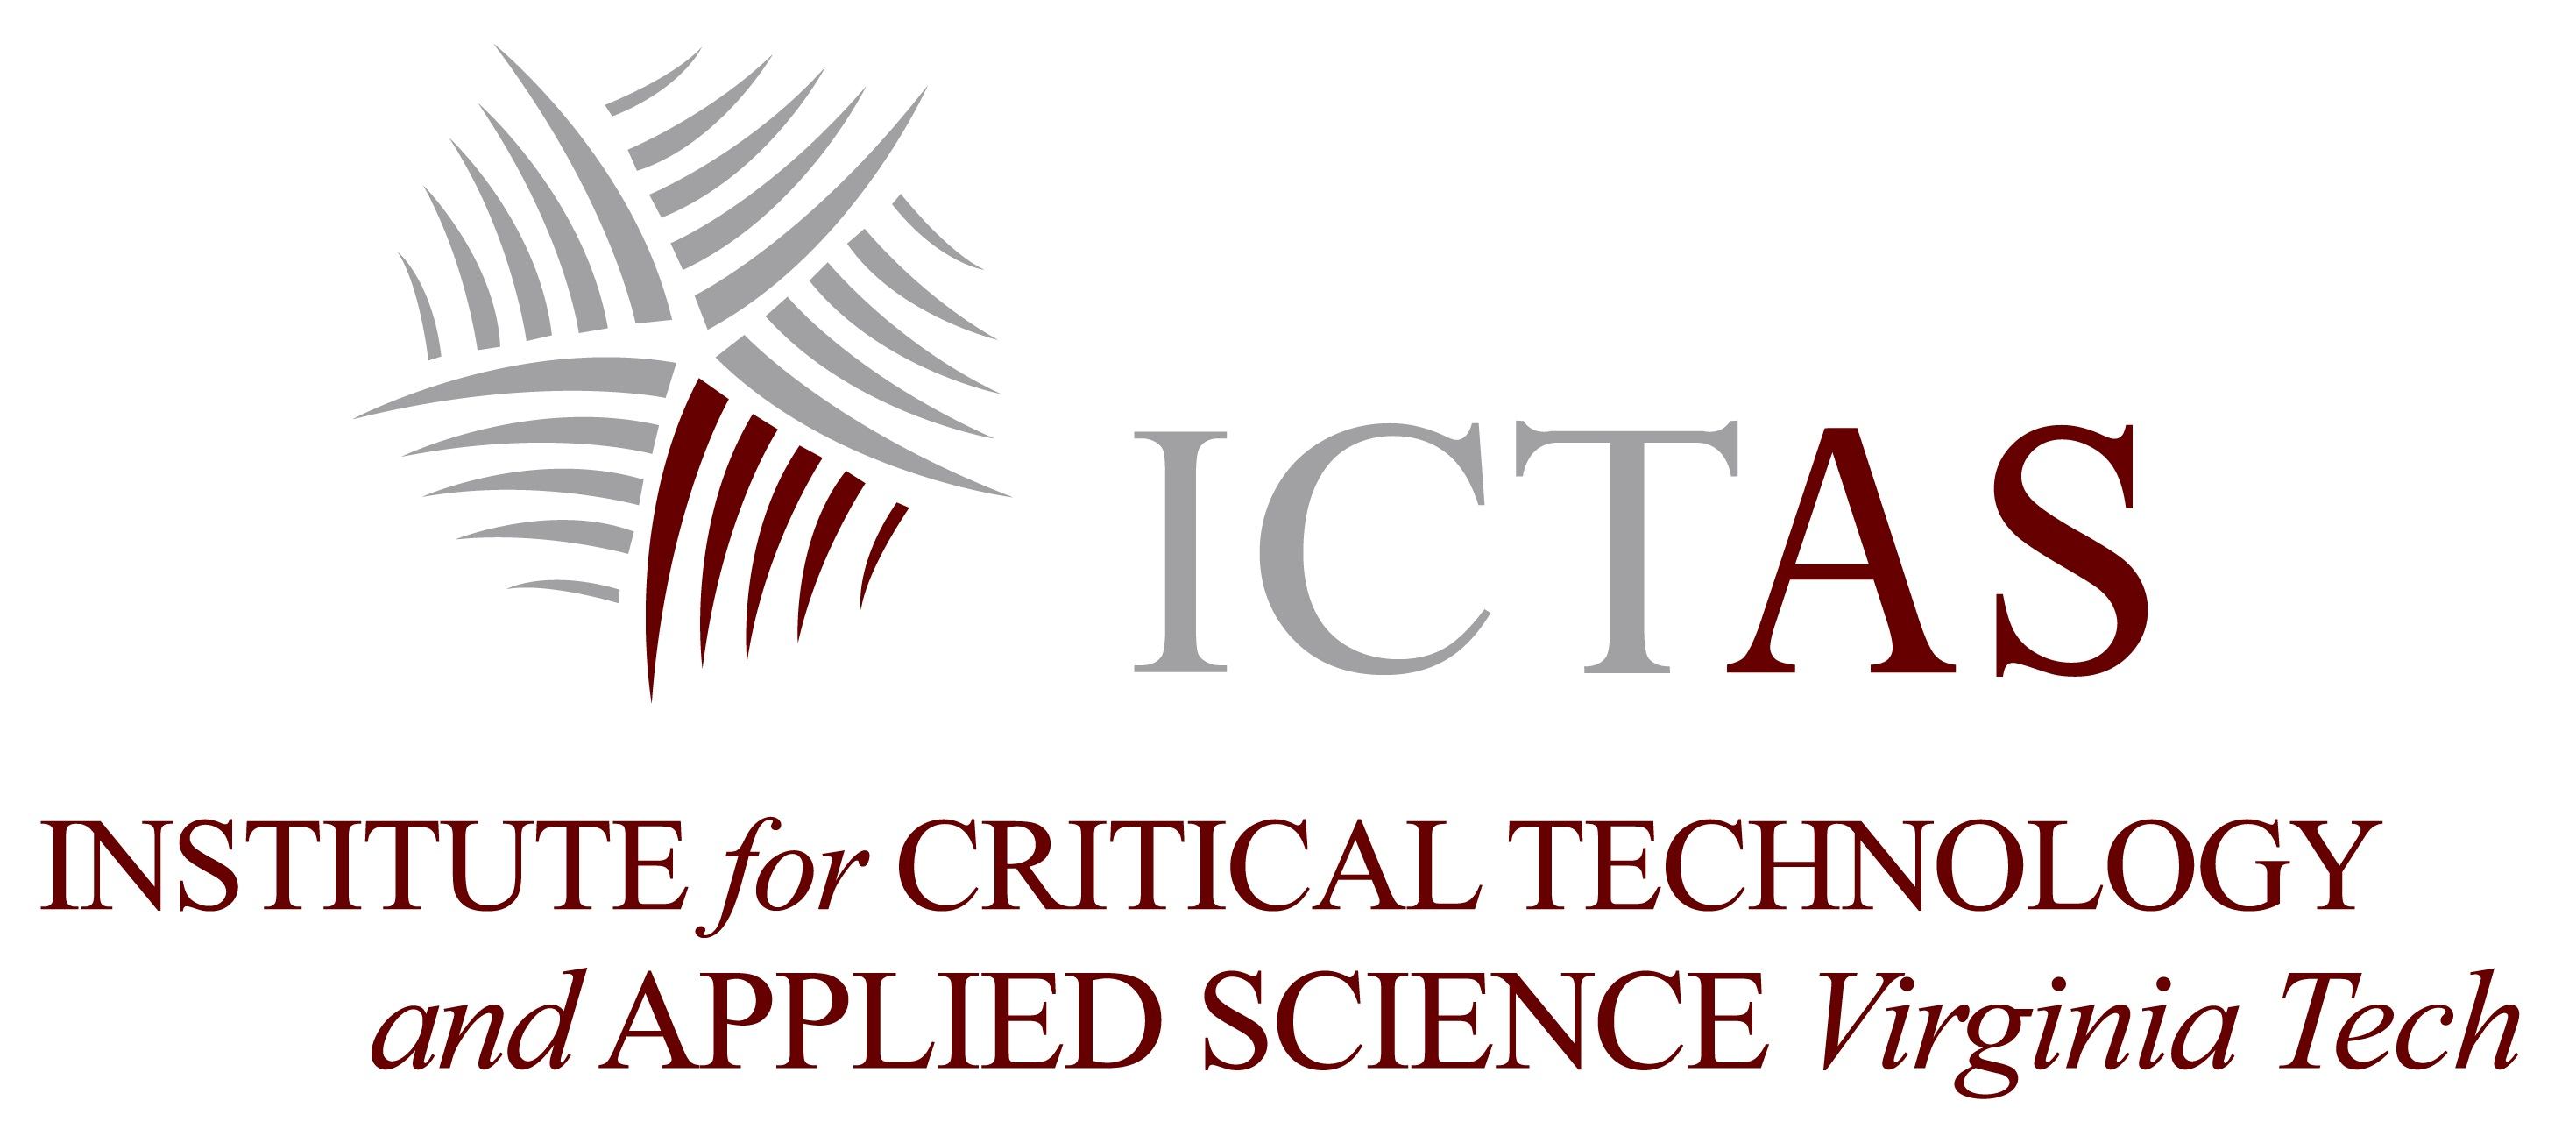 ICTAS
INSTITUTE for CRITICAL TECHNOLOGY
and APPLIED SCIENCE Virginia Tech